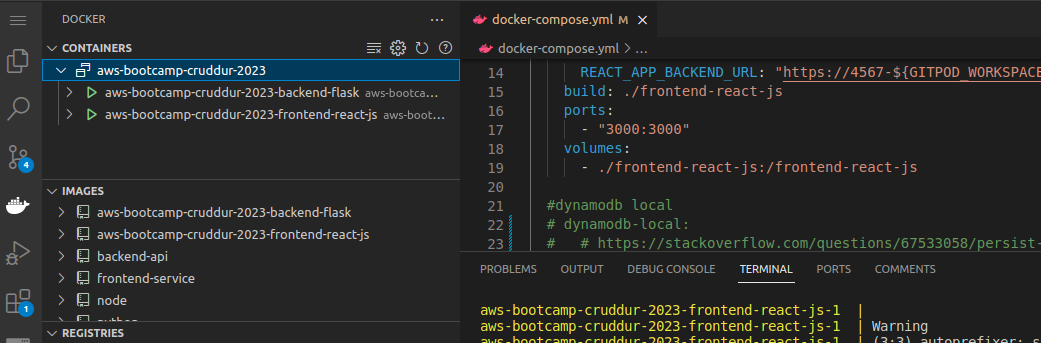 DOCKER
...
CONTAINERS
aws-bootcamp-cruddur-2023
aws-bootcamp-cruddur-2023-backend-flask aws-bootca...
aws-bootcamp-cruddur-2023-frontend-react-js aws-boot...
IMAGES
aws-bootcamp-cruddur-2023-backend-flask
aws-bootcamp-cruddur-2023-frontend-react-js
backend-api
frontend-service
node
REGISTRIES
4
1
docker-compose.yml M
docker-compose.yml > ...
14 REACT_APP_BACKEND_URL: "https://4567-${GITPOD_WORKSPACE
15 build: ./frontend-react-js
16 ports:
17 - "3000:3000"
18 volumes:
19 - ./frontend-react-js:/frontend-react-js
20
21 #dynamodb local
22 # dynamodb-local:
23 # # https://stackoverflow.com/questions/67533058/persist-
PROBLEMS OUTPUT DEBUG CONSOLE TERMINAL PORTS COMMENTS
aws-bootcamp-cruddur-2023-frontend-react-js-1 |
aws-bootcamp-cruddur-2023-frontend-react-js-1 | Warning
aws-bootcamp-cruddur-2023-frontend-react-js-1 | (3:3) autoprefixer: s